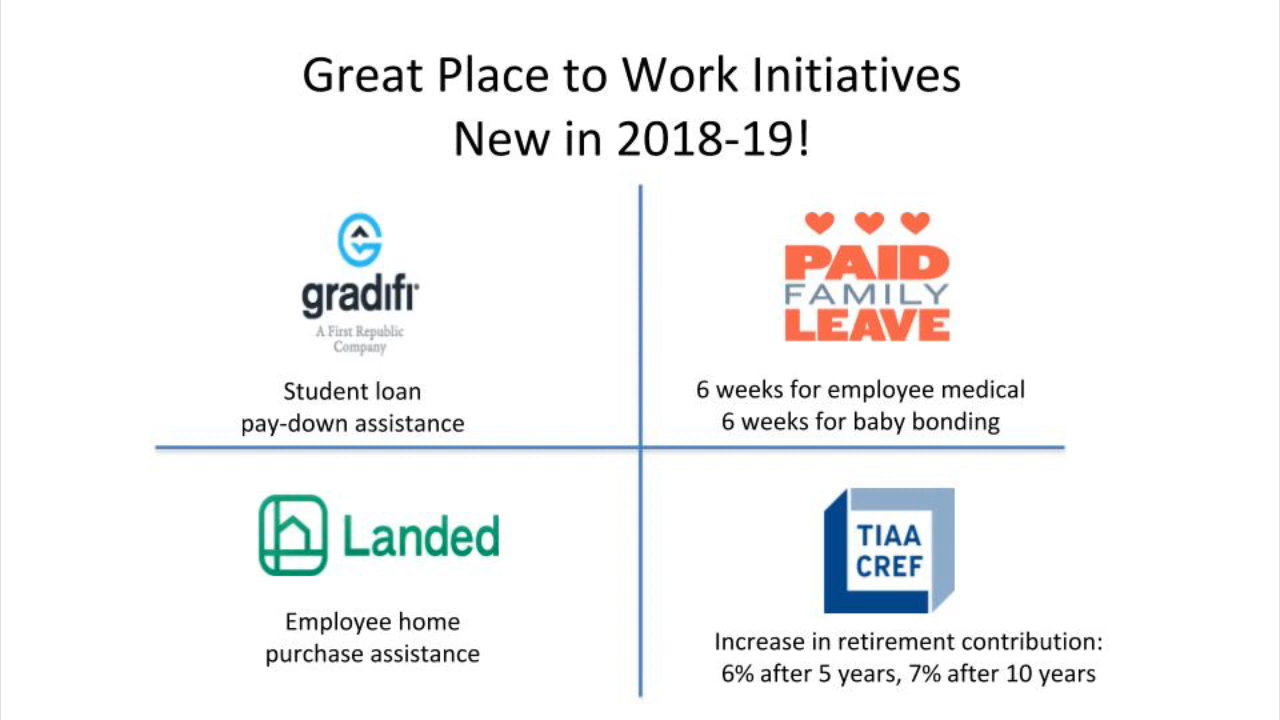 Great Place to Work Initiatives
New in 2018-19!
gradifi
A First Republic
Company
Student loan
pay-down assistance
PAID
FAMILY
LEAVE
6 weeks for employee medical
6 weeks for baby bonding
Landed
Employee home
purchase assistance
TIAA
CREF
Increase in retirement contribution:
6% after 5 years, 7% after 10 years